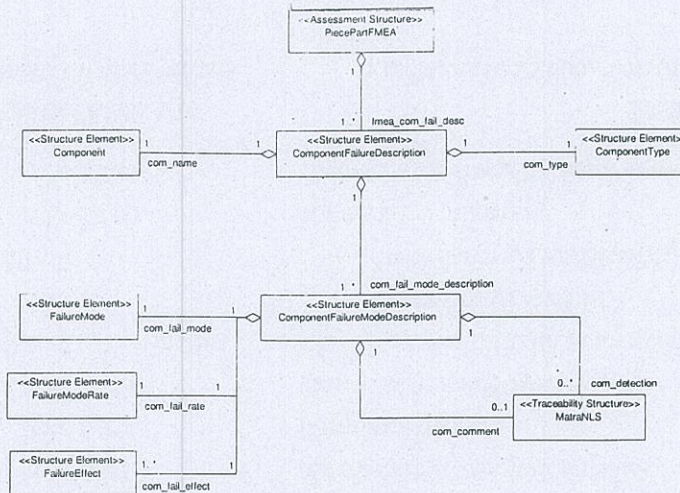 <<Assessment Structure>>
PiecePartFMEA
1
1..*
fmea_com_fail_desc
<<Structure Element>>
Component
1
com_name
1
<<Structure Element>>
ComponentFailureDescription
1
1
com_type
<<Structure Element>>
ComponentType
1
1..*
com_fail_mode_description
<<Structure Element>>
FailureMode
1
com_fail_mode
1
<<Structure Element>>
ComponentFailureModeDescription
1
1
<<Structure Element>>
FailureModeRate
1
com_fail_rate
1
0..*
com_detection
0..1
com_comment
<<Traceability Structure>>
MatraNLS
<<Structure Element>>
FailureEffect
1..*
com_fail_effect
1